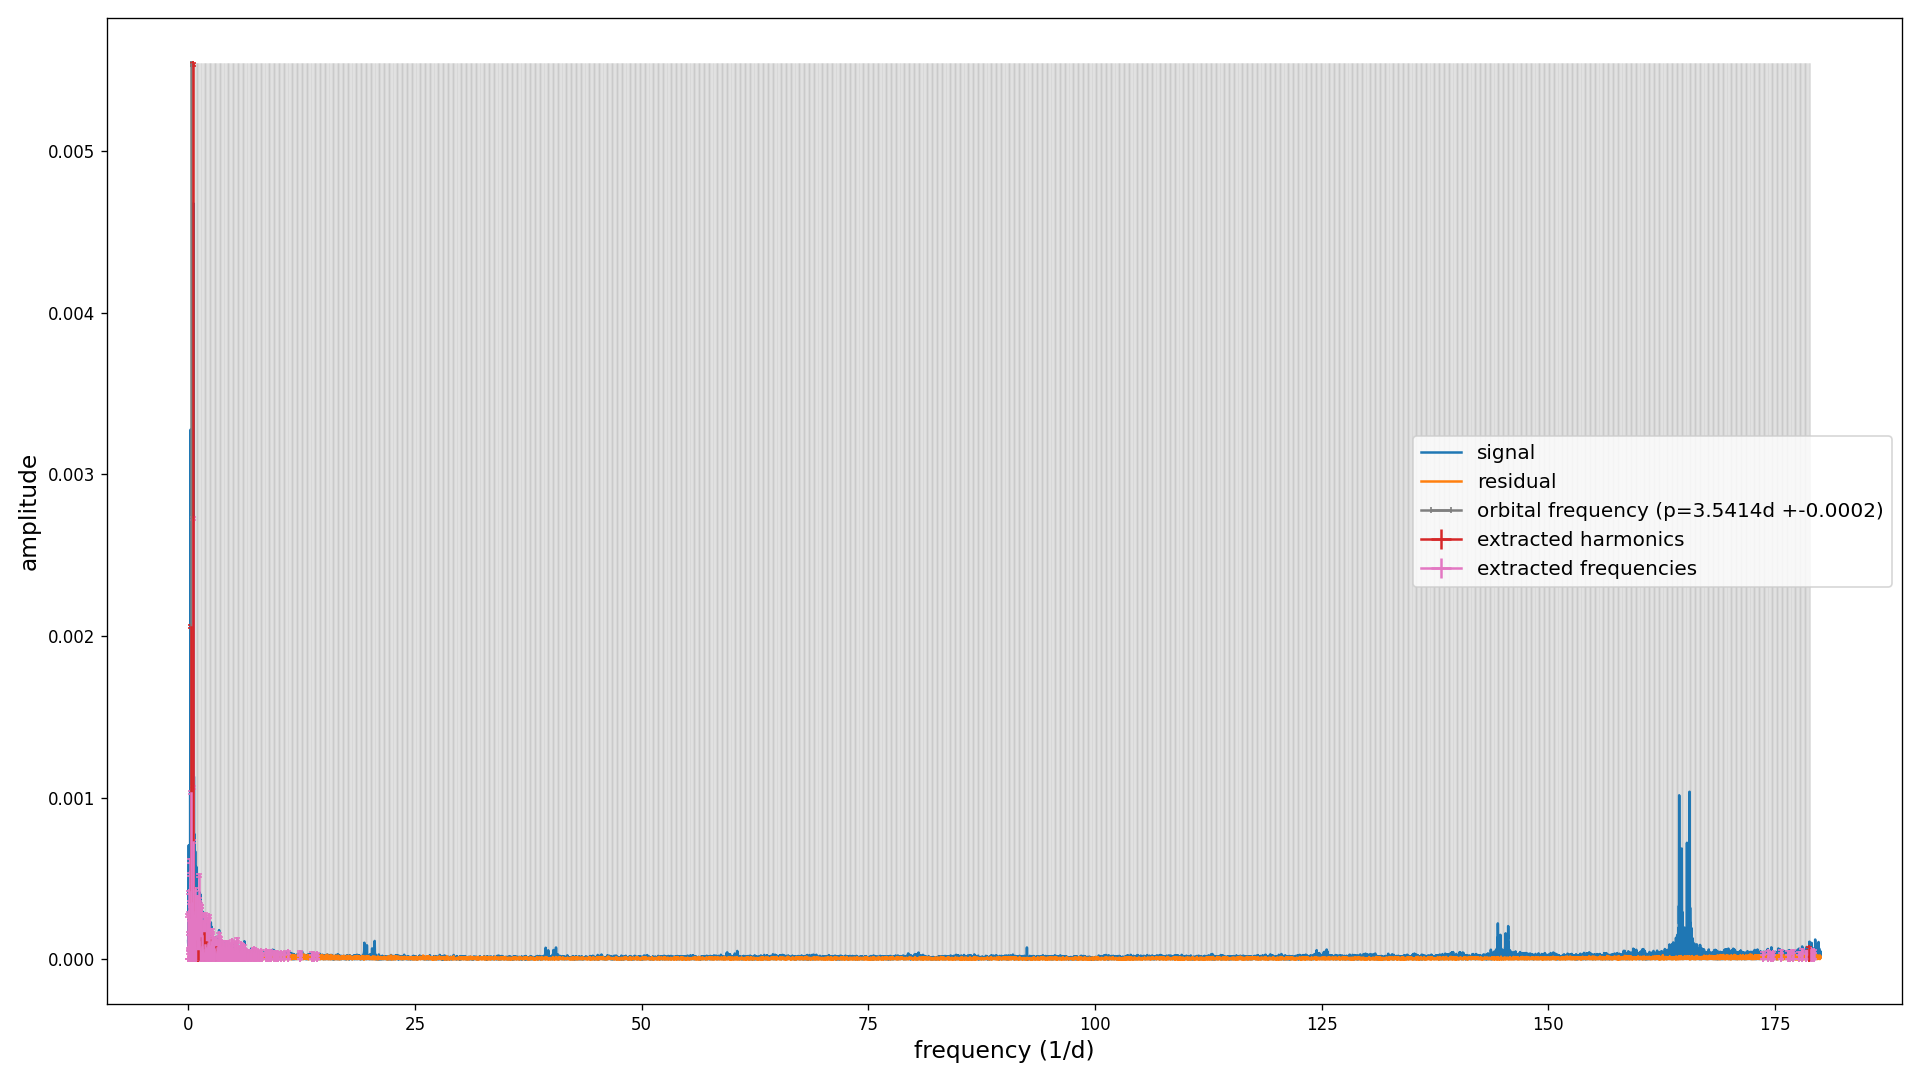 0.005
0.004
0.003
0.002
0.001
0.000
amplitude
signal
residual
orbital frequency (p=3.5414d +-0.0002)
extracted harmonics
extracted frequencies
0 25 50 75 100 125 150 175
frequency (1/d)